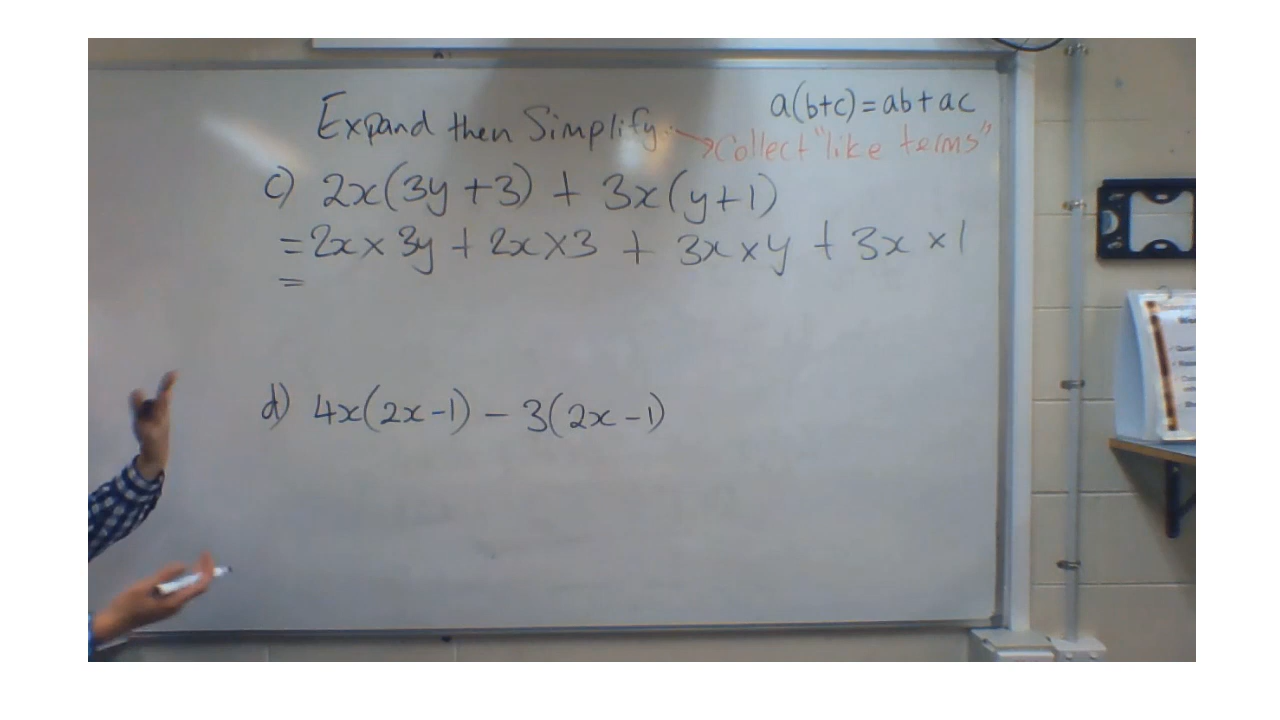 Expand then Simplify
a(b+c)=ab+ac
Collect "like terms"
c) 2x(3y+3) + 3x(y+1)
=2x×3y + 2x×3 + 3x×y + 3x×1
=
d) 4x(2x-1) - 3(2x-1)